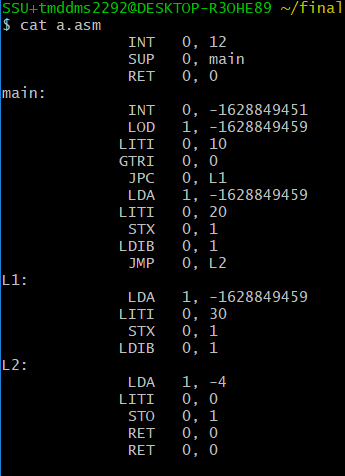 SSU+tmddms2292@DESKTOP-R3OHE89 ~/final
$ cat a.asm
INT 0, 12
SUP 0, main
RET 0, 0
main:
INT 0, -1628849451
LOD 1, -1628849459
LITI 0, 10
GTRI 0, 0
JPC 0, L1
LDA 1, -1628849459
LITI 0, 20
STX 0, 1
LDIB 0, 1
JMP 0, L2
L1:
LDA 1, -1628849459
LITI 0, 30
STX 0, 1
LDIB 0, 1
L2:
LDA 1, -4
LITI 0, 0
STO 0, 1
RET 0, 0
RET 0, 0